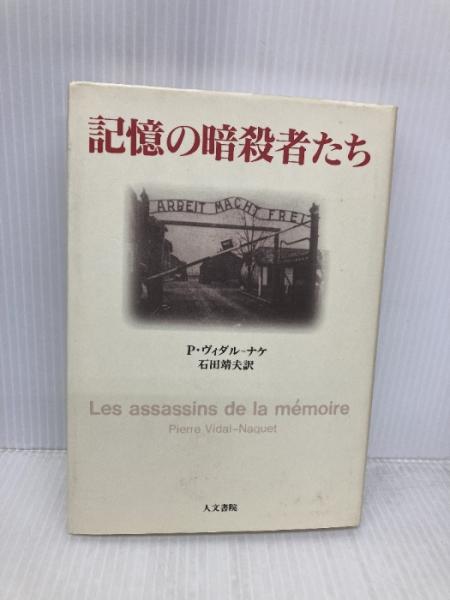 記憶の暗殺者たち
ARBEIT MACHT FREI
P・ヴィダル-ナケ
石田靖夫訳
Les assassins de la mémoire
Pierre Vidal-Naquet
人文書院